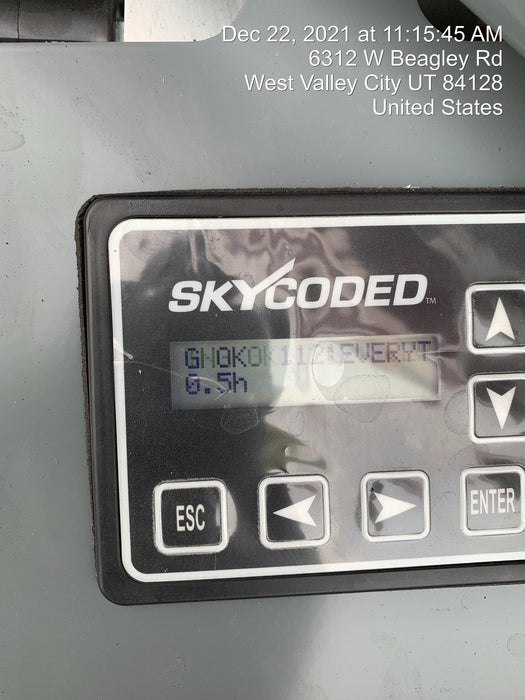 Dec 22, 2021 at 11:15:45 AM
6312 W Beagley Rd
West Valley City UT 84128
United States
SKYCODED™
0.5h
ESC
ENTER